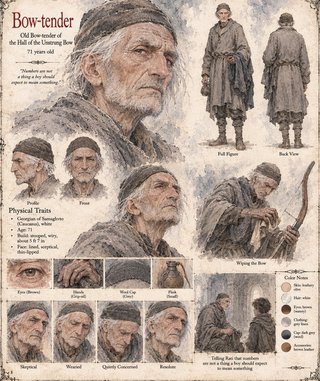 Bow-tender
Old Bow-tender of
the Hall of the Unstrung Bow
71 years old
"Numbers are not
a thing a boy should
expect to mean something."
Profile
Front
Full Figure
Back View
Physical Traits
• Georgian of Samegrelo
(Caucasus), white
• Age: 71
• Build: stooped, wiry,
about 5 ft 7 in
• Face: lined, sceptical,
thin-lipped
Eyes (Brown)
Hands
Wool Cap
(Grey)
Flask
(Small)
Wiping the Bow
Color Notes
Hair: white
Eyes: brown
Clothing:
grey
Cap: dark grey
(wool)
Accessories:
brown leather
Skeptical
Wearied
Quietly Concerned
Resolute
Telling Rati that numbers
are not a thing a boy should expect
to mean something